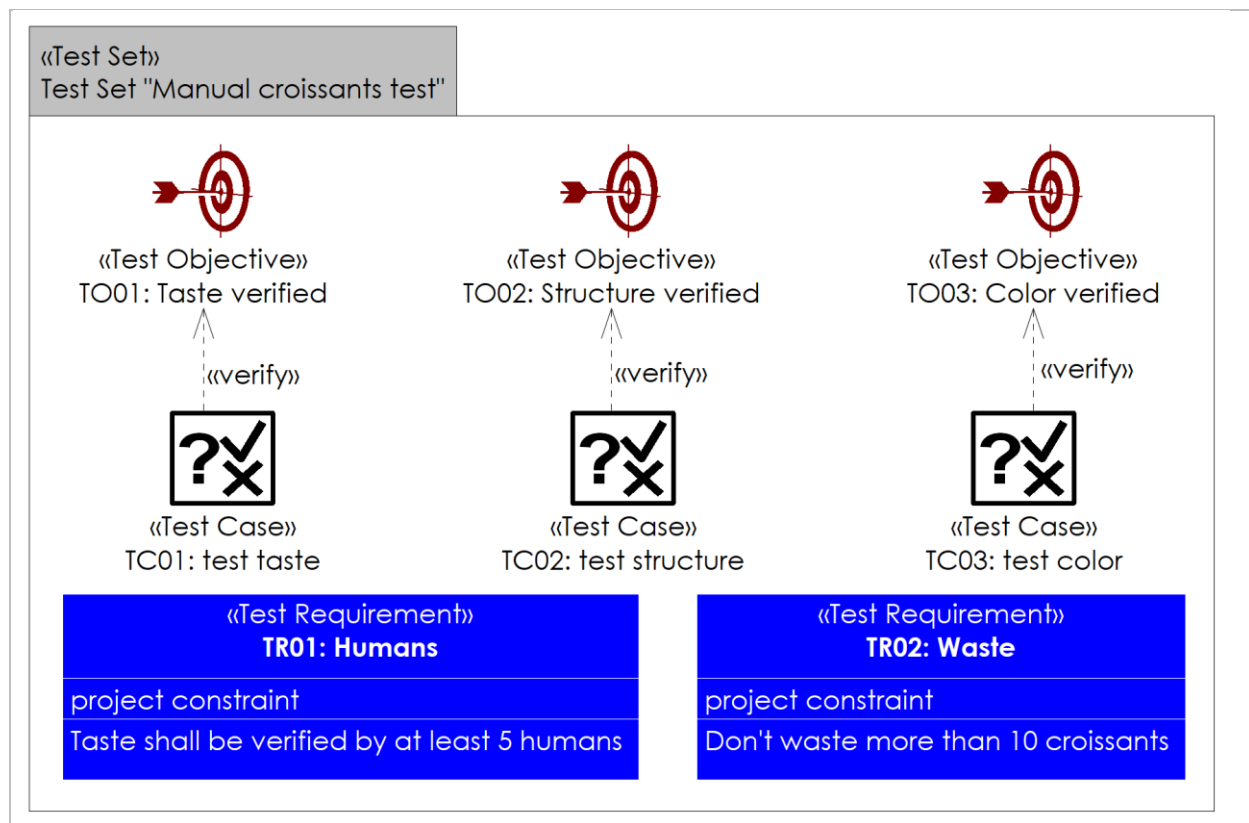 «Test Set»
Test Set "Manual croissants test"
«Test Objective»
TO01: Taste verified
«Test Objective»
TO02: Structure verified
«Test Objective»
TO03: Color verified
«verify»
«verify»
«verify»
«Test Case»
TC01: test taste
«Test Case»
TC02: test structure
«Test Case»
TC03: test color
«Test Requirement»
TR01: Humans
project constraint
Taste shall be verified by at least 5 humans
«Test Requirement»
TR02: Waste
project constraint
Don't waste more than 10 croissants